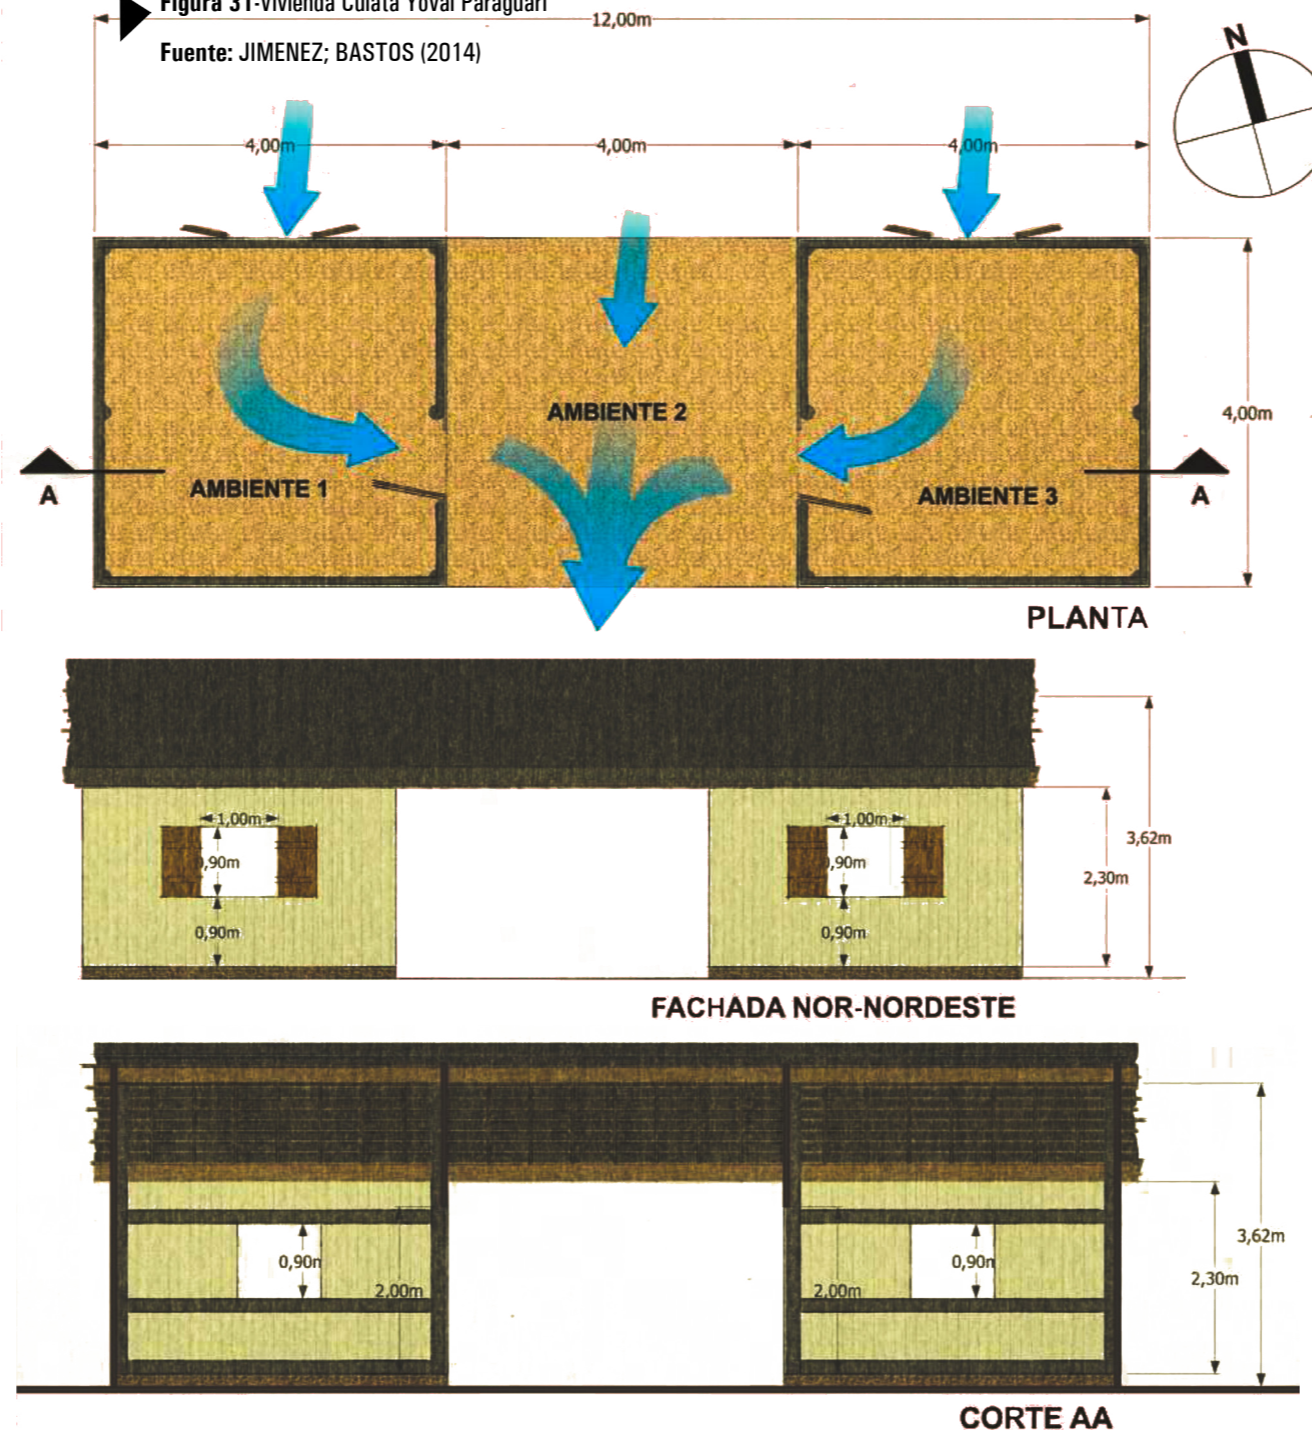 Figura 31-Vivienda Culata Yovai Paraguarí
12,00m
Fuente: JIMENEZ; BASTOS (2014)
N
4,00m
4,00m
4,00m
AMBIENTE 2
4,00m
AMBIENTE 1
AMBIENTE 3
A
A
PLANTA
1,00m
1,00m
3,62m
0,90m
0,90m
2,30m
0,90m
0,90m
FACHADA NOR-NORDESTE
3,62m
0,90m
0,90m
2,30m
2,00m
2,00m
CORTE AA